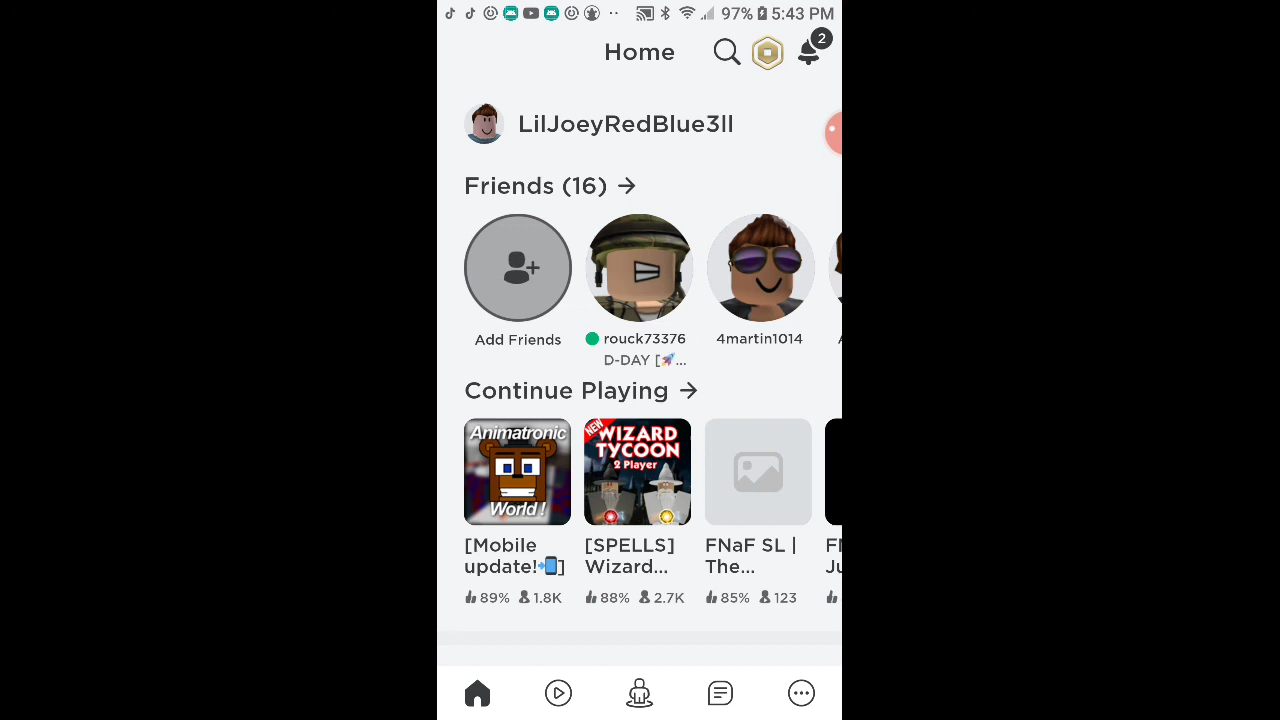 97% 5:43 PM
Home
2
LilJoeyRedBlue3ll
Friends (16)
Add Friends
rouck73376
4martin1014
D-DAY [🚀...
Continue Playing
Animatronic
World!
NEW
WIZARD
TYCOON
2 Player
[Mobile
update!📲]
[SPELLS]
Wizard...
FNaF SL |
The...
89% 1.8K
88% 2.7K
85% 123